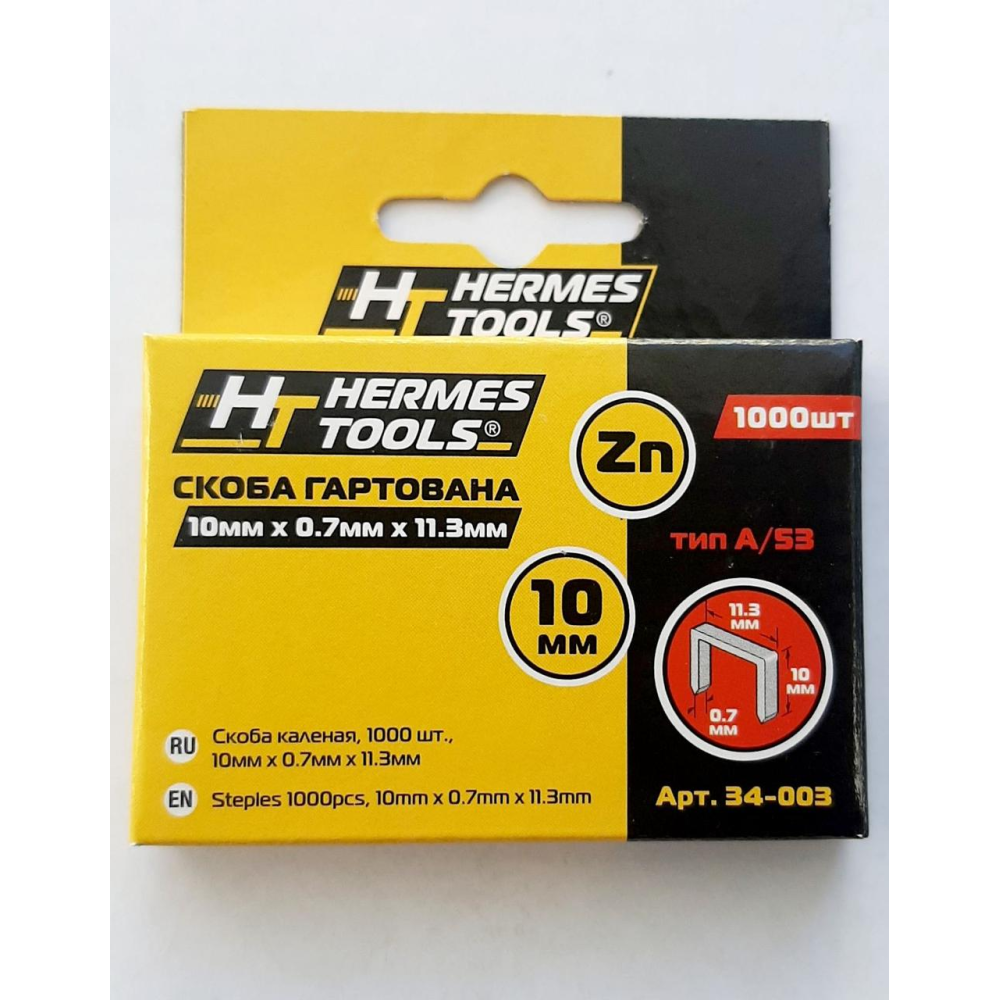 HT HERMES
TOOLS®
HT HERMES
TOOLS®
СКОБА ГАРТОВАНА
10мм x 0.7мм x 11.3мм
Zn
1000шт
тип A/53
10
мм
11.3
мм
10
мм
0.7
мм
RU Скоба каленая, 1000 шт.,
10мм x 0.7мм x 11.3мм
EN Steples 1000pcs, 10mm x 0.7mm x 11.3mm
Арт. 34-003